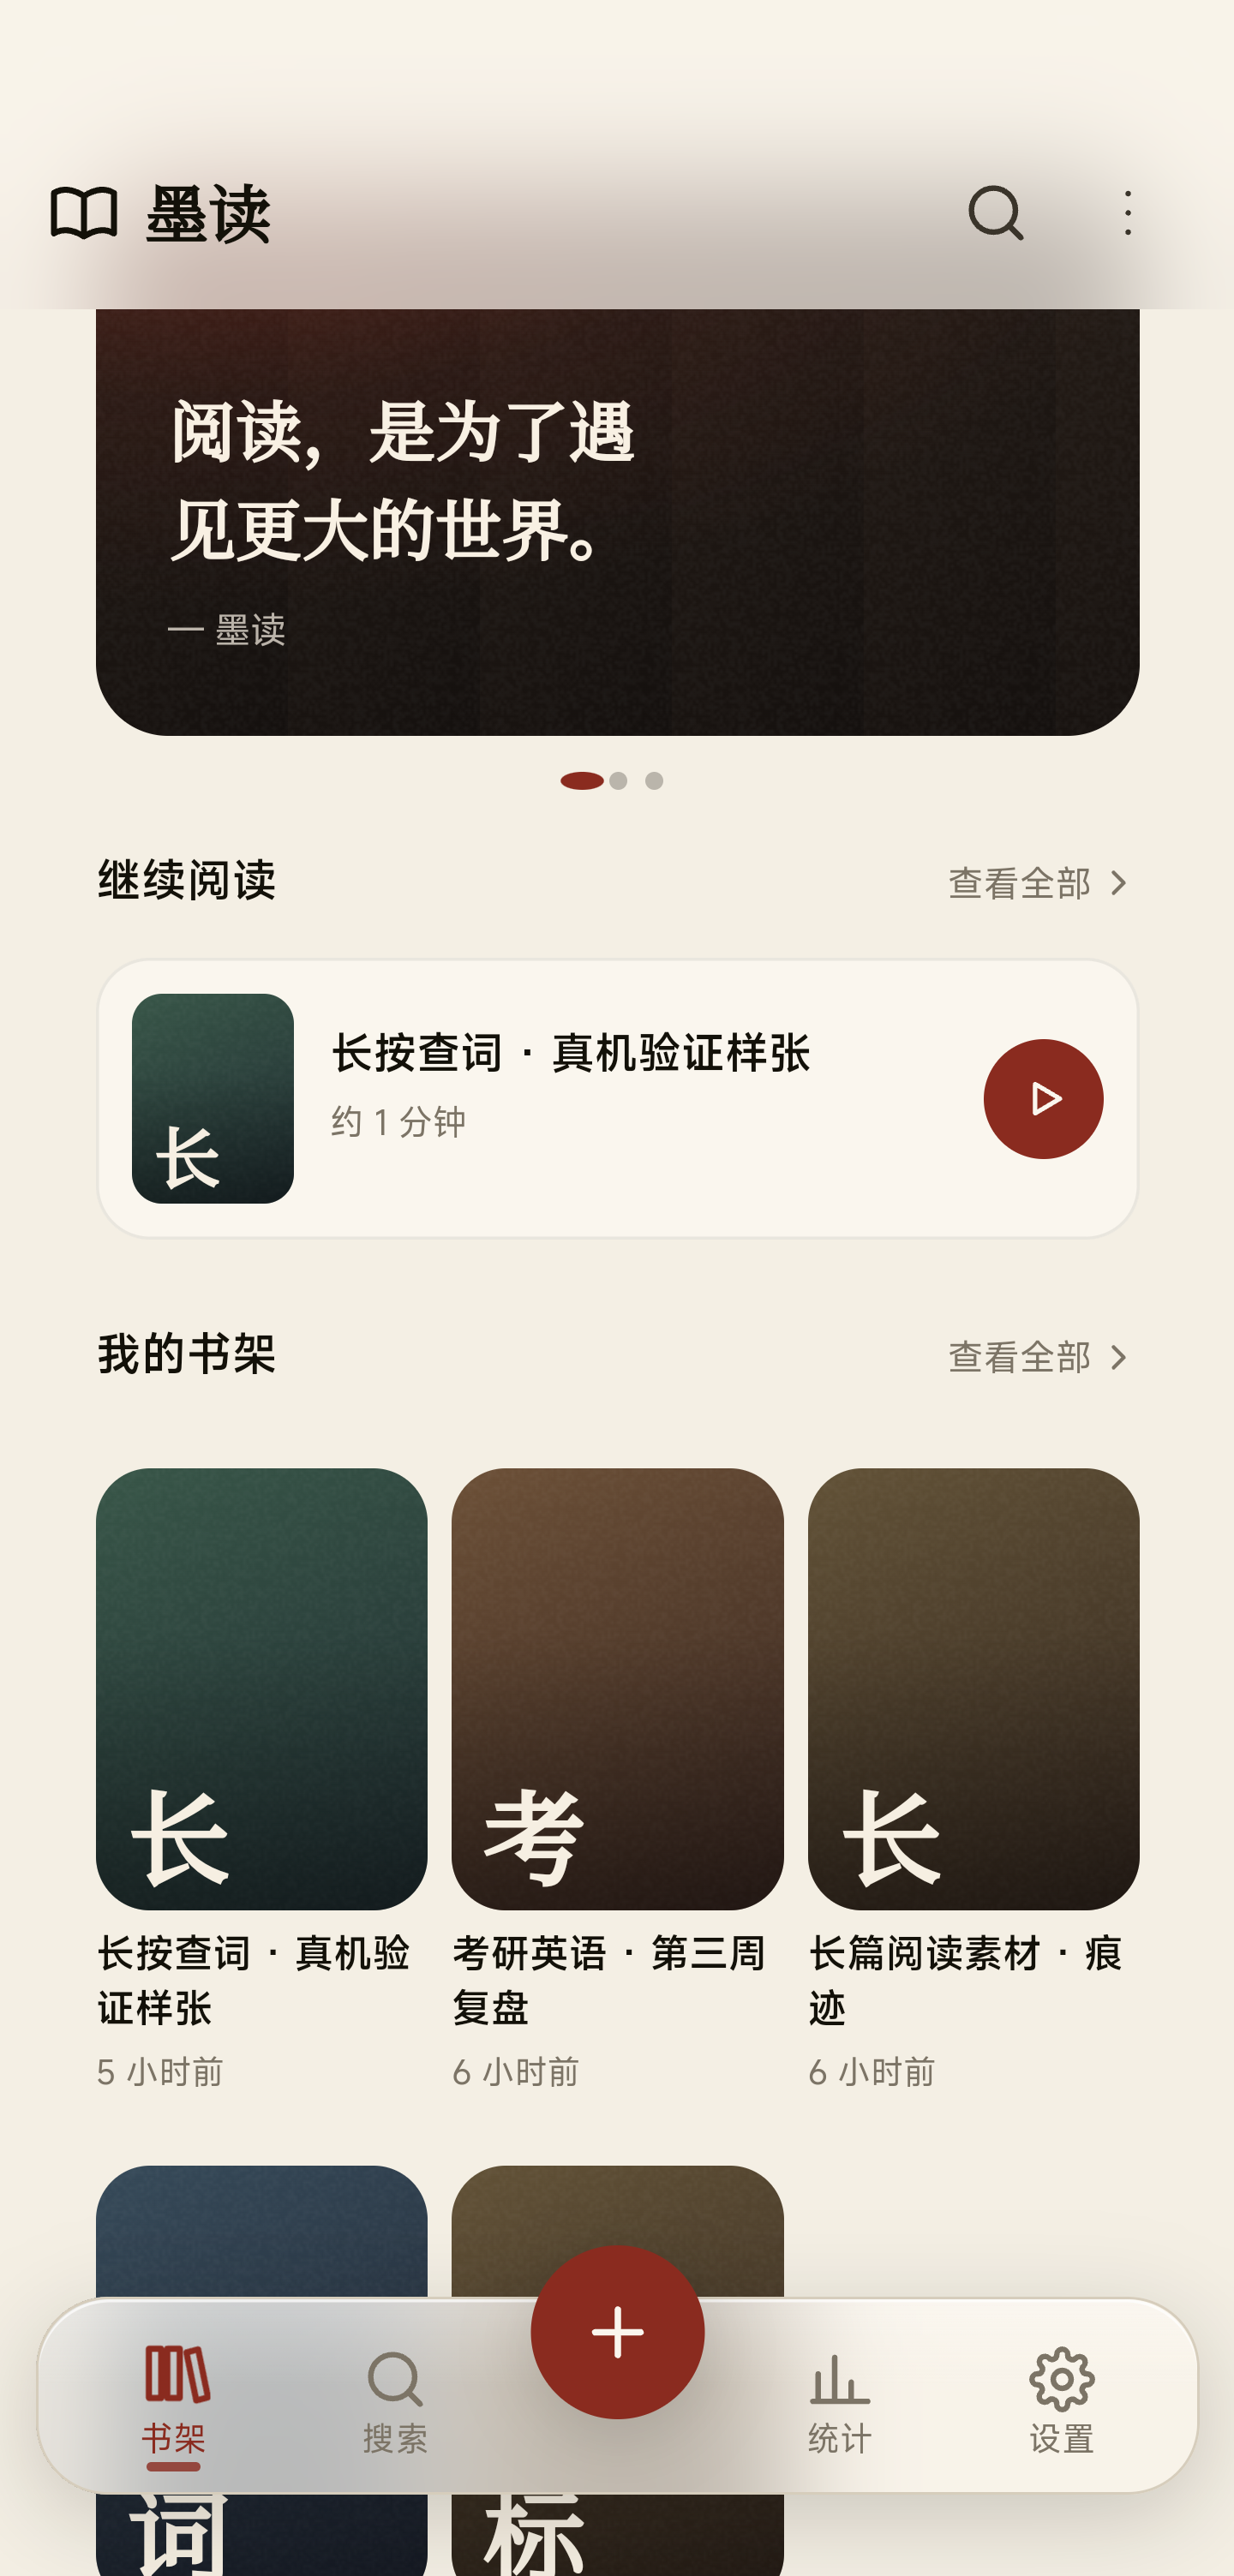 墨读
阅读，是为了遇
见更大的世界。
— 墨读
继续阅读
查看全部
长
长按查词 · 真机验证样张
约 1 分钟
我的书架
查看全部
长
考
长
长按查词 · 真机验
证样张
5 小时前
考研英语 · 第三周
复盘
6 小时前
长篇阅读素材 · 痕
迹
6 小时前
书架
搜索
统计
设置
词
标